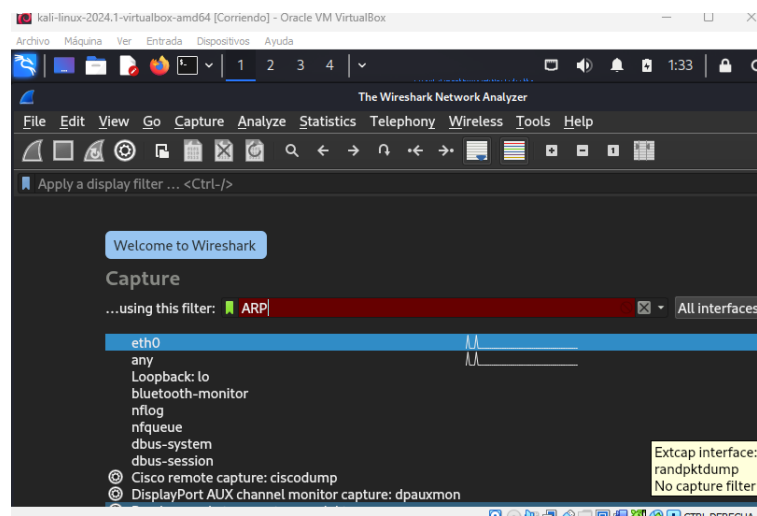 kali-linux-2024.1-virtualbox-amd64 [Corriendo] - Oracle VM VirtualBox
Archivo Máquina Ver Entrada Dispositivos Ayuda
1 2 3 4 1:33
The Wireshark Network Analyzer
File Edit View Go Capture Analyze Statistics Telephony Wireless Tools Help
Apply a display filter … <Ctrl-/>
Welcome to Wireshark
Capture
…using this filter: ARP All interfaces
eth0
any
Loopback: lo
bluetooth-monitor
nflog
nfqueue
dbus-system
dbus-session
Cisco remote capture: ciscodump
DisplayPort AUX channel monitor capture: dpauxmon
Extcap interface:
randpktdump
No capture filter
CTRL DERECHA